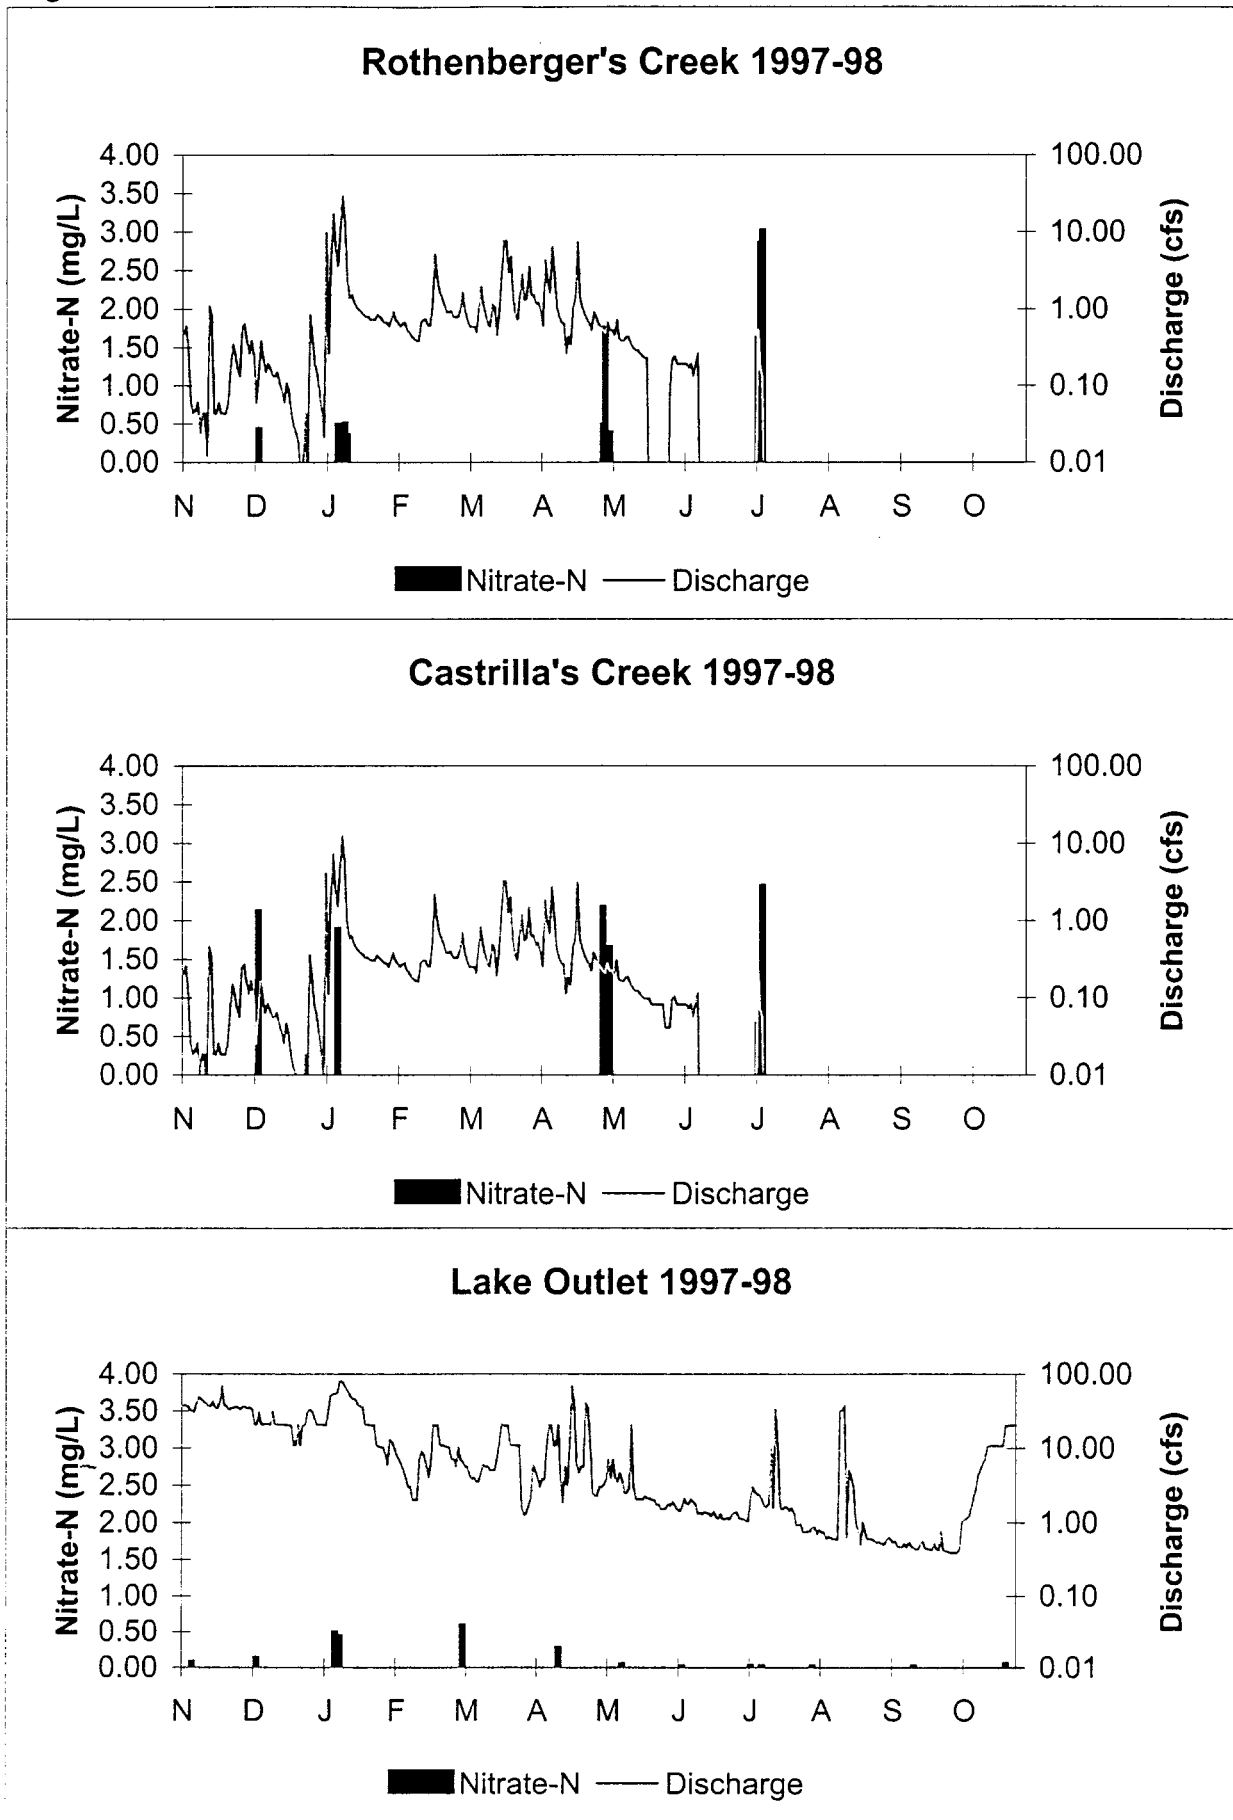 Rothenberger's Creek 1997-98
Nitrate-N (mg/L)
4.00
3.50
3.00
2.50
2.00
1.50
1.00
0.50
0.00
100.00
10.00
1.00
0.10
0.01
Discharge (cfs)
N D J F M A M J J A S O
Nitrate-N Discharge
Castrilla's Creek 1997-98
Nitrate-N (mg/L)
4.00
3.50
3.00
2.50
2.00
1.50
1.00
0.50
0.00
100.00
10.00
1.00
0.10
0.01
Discharge (cfs)
N D J F M A M J J A S O
Nitrate-N Discharge
Lake Outlet 1997-98
Nitrate-N (mg/L)
4.00
3.50
3.00
2.50
2.00
1.50
1.00
0.50
0.00
100.00
10.00
1.00
0.10
0.01
Discharge (cfs)
N D J F M A M J J A S O
Nitrate-N Discharge